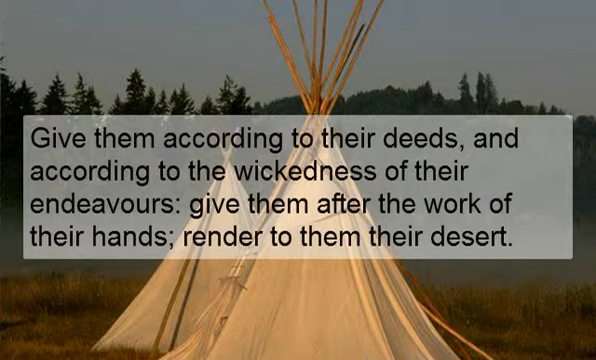 Give them according to their deeds, and
according to the wickedness of their
endeavours: give them after the work of
their hands; render to them their desert.